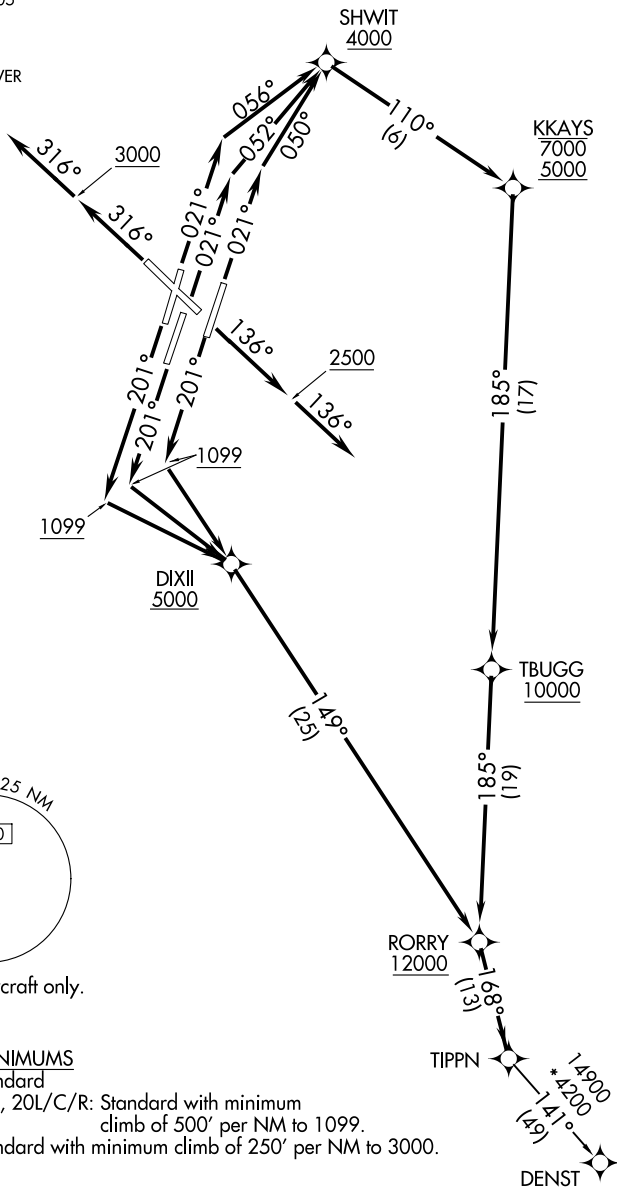 SHWIT
4000
056°
052°
050°
110°
(6)
KKAYS
7000
5000
316°
3000
316°
021°
021°
021°
136°
2500
136°
185°
(17)
201°
201°
201°
1099
1099
DIXII
5000
TBUGG
10000
149°
(25)
185°
(19)
25 NM
RORRY
12000
craft only.
168°
(13)
TIPPN
14900
*4200
141°
(49)
DENST
NIMUMS
ndard
, 20L/C/R: Standard with minimum
climb of 500' per NM to 1099.
ndard with minimum climb of 250' per NM to 3000.